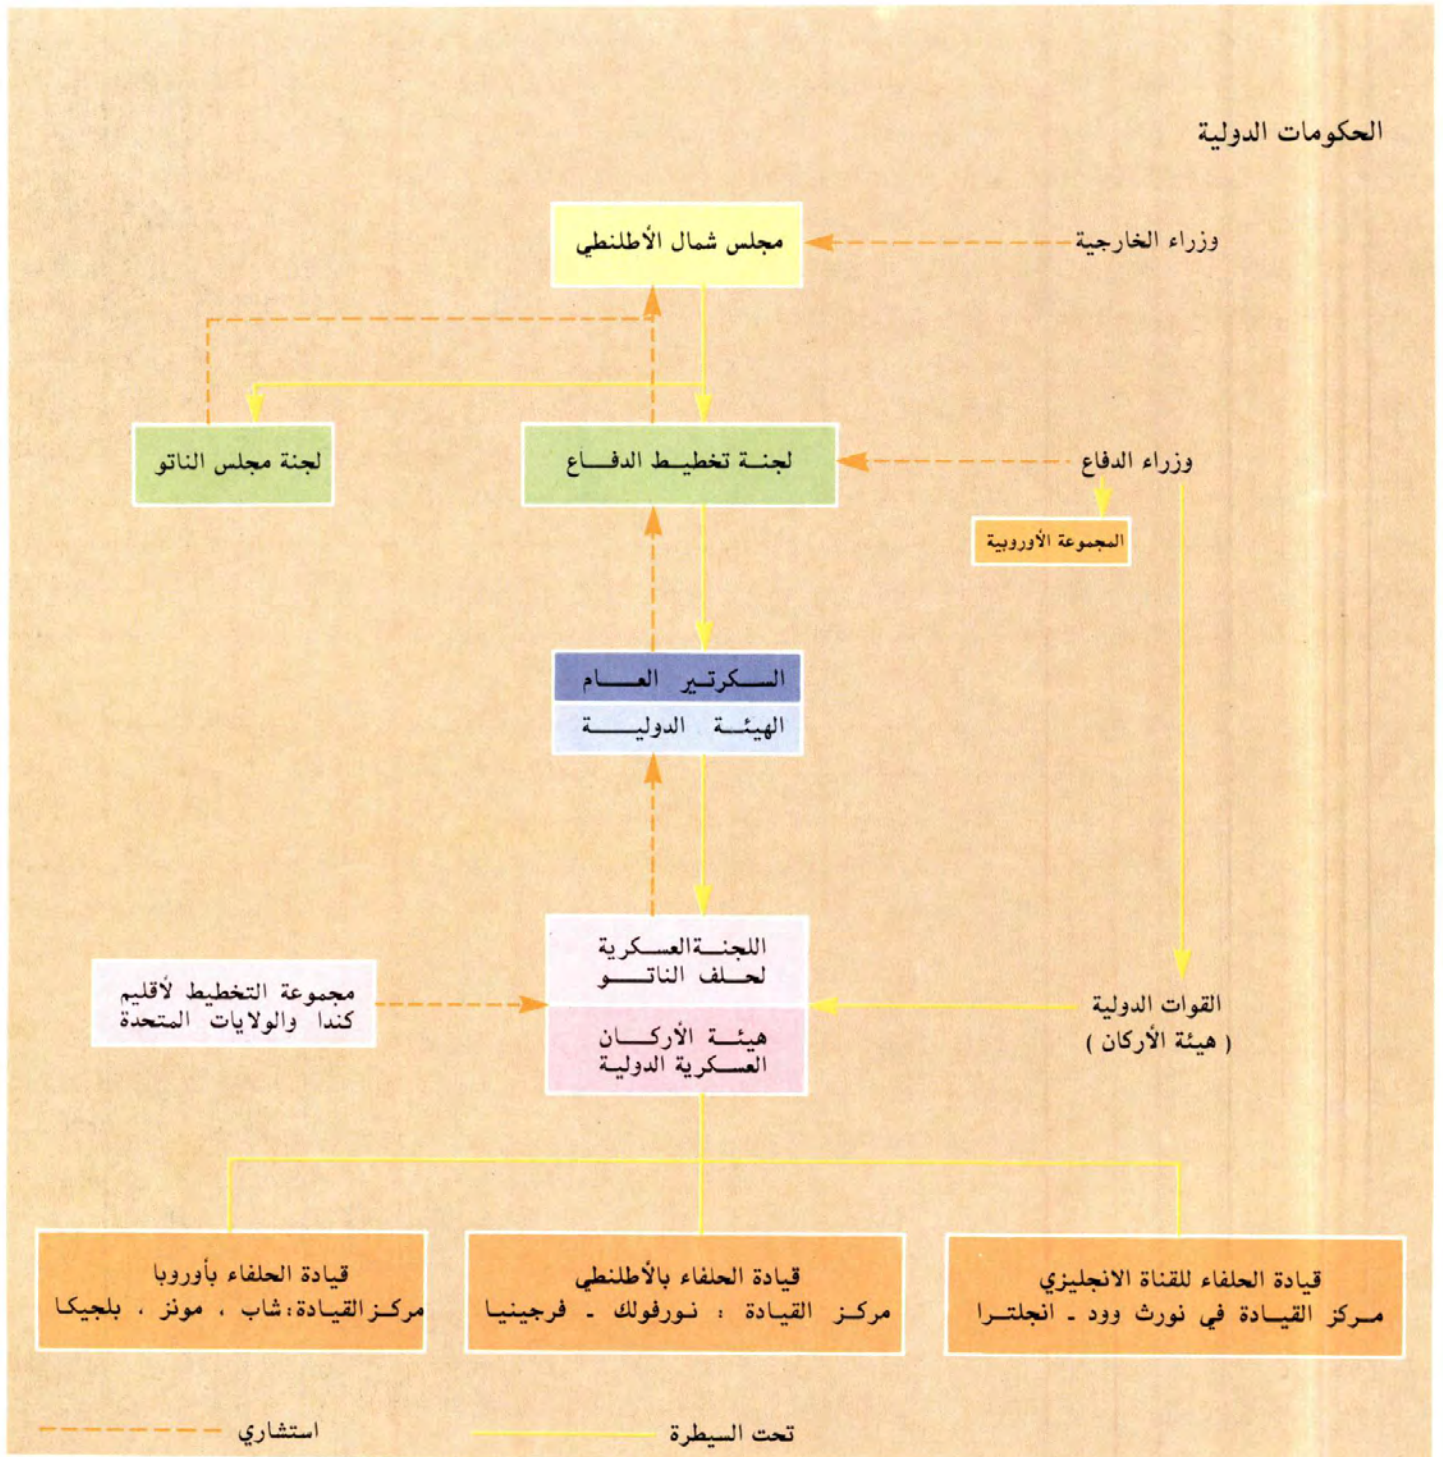 الحكومات الدولية
وزراء الخارجية
مجلس شمال الأطلنطي
وزراء الدفاع
لجنة تخطيط الدفاع
لجنة مجلس الناتو
المجموعة الأوروبية
السكرتير العام
الهيئة الدولية
اللجنة العسكرية
لحلف الناتو
هيئة الأركان
العسكرية الدولية
القوات الدولية
( هيئة الأركان )
مجموعة التخطيط لأقليم
كندا والولايات المتحدة
قيادة الحلفاء للقناة الانجليزي
مركز القيادة في نورث وود - انجلترا
قيادة الحلفاء بالأطلنطي
مركز القيادة : نورفولك - فرجينيا
قيادة الحلفاء بأوروبا
مركز القيادة : شاب ، مونز ، بلجيكا
تحت السيطرة
استشاري